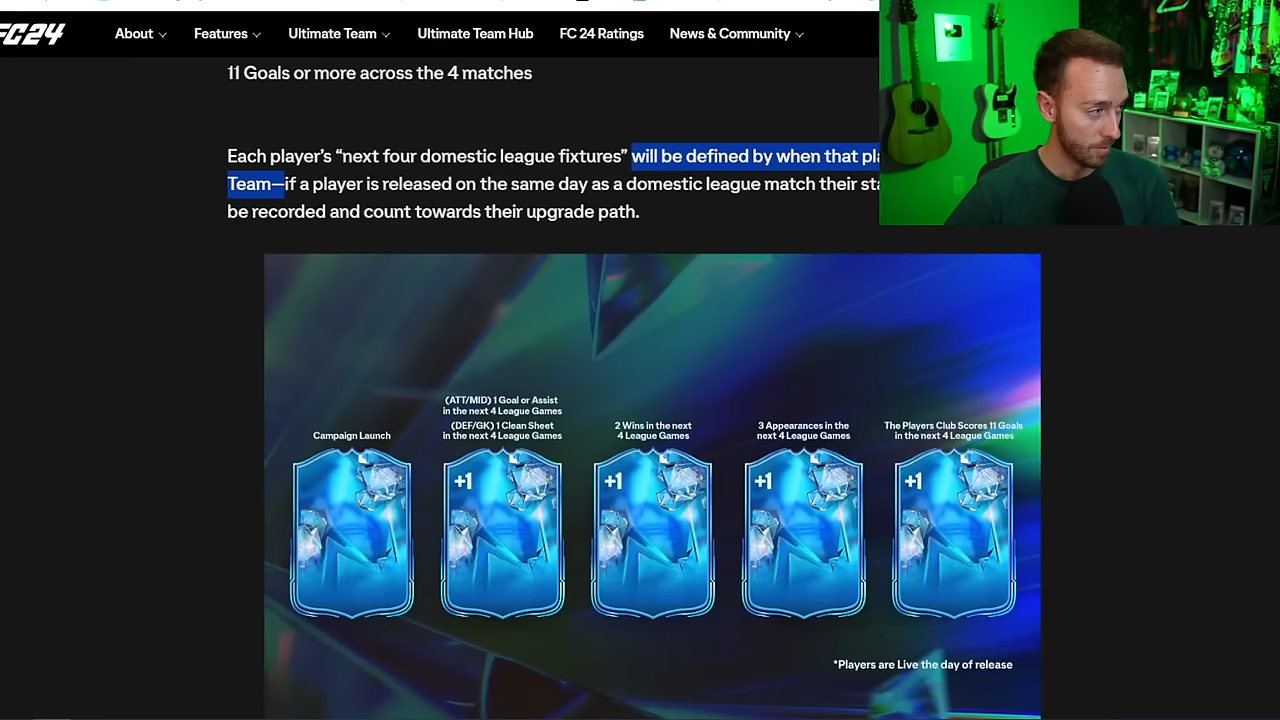 FC24
About
Features
Ultimate Team
Ultimate Team Hub
FC 24 Ratings
News & Community
11 Goals or more across the 4 matches
Each player’s “next four domestic league fixtures” will be defined by when that
Team—if a player is released on the same day as a domestic league match their
be recorded and count towards their upgrade path.
Campaign Launch
(ATT/MID) 1 Goal or Assist
in the next 4 League Games
(DEF/GK) 1 Clean Sheet
in the next 4 League Games
2 Wins in the next
4 League Games
3 Appearances in the
next 4 League Games
The Players Club Scores 11 Goals
in the next 4 League Games
+1
+1
+1
+1
*Players are Live the day of release